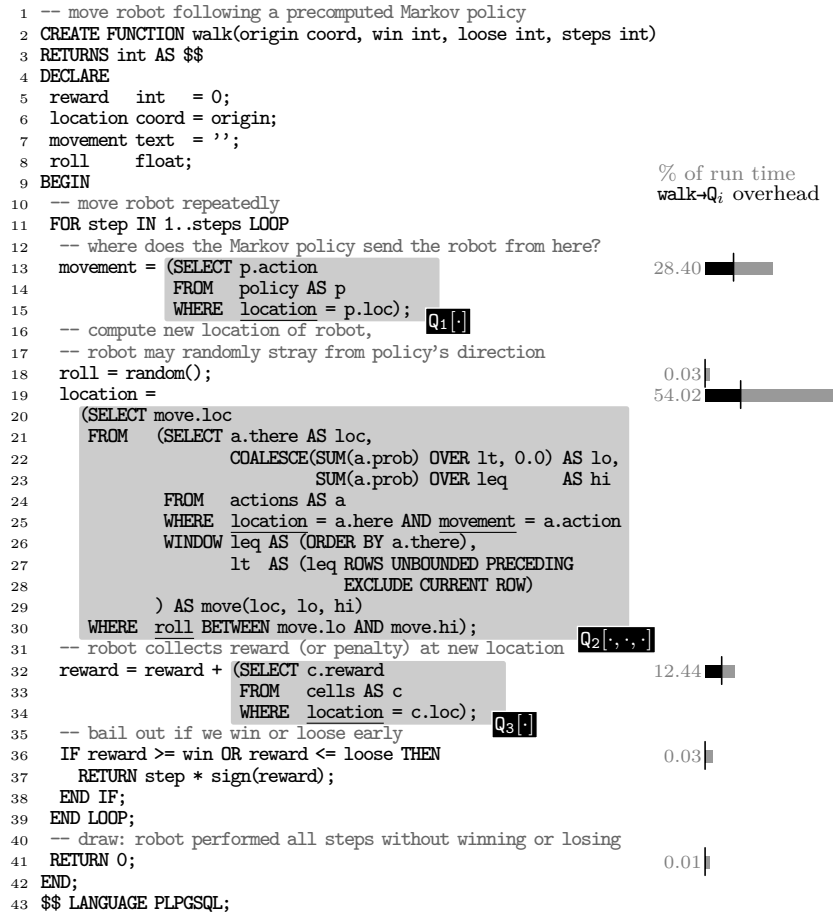 1 -- move robot following a precomputed Markov policy
2 CREATE FUNCTION walk(origin coord, win int, loose int, steps int)
3 RETURNS int AS $$
4 DECLARE
5 reward int = 0;
6 location coord = origin;
7 movement text = '';
8 roll float;
% of run time
9 BEGIN
walk→Qi overhead
10 -- move robot repeatedly
11 FOR step IN 1..steps LOOP
12 -- where does the Markov policy send the robot from here?
13 movement = (SELECT p.action 28.40
14 FROM policy AS p
15 WHERE location = p.loc); Q1[·]
16 -- compute new location of robot,
17 -- robot may randomly stray from policy's direction
18 roll = random(); 0.03
19 location = 54.02
20 (SELECT move.loc
21 FROM (SELECT a.there AS loc,
22 COALESCE(SUM(a.prob) OVER lt, 0.0) AS lo,
23 SUM(a.prob) OVER leq AS hi
24 FROM actions AS a
25 WHERE location = a.here AND movement = a.action
26 WINDOW leq AS (ORDER BY a.there),
27 lt AS (leq ROWS UNBOUNDED PRECEDING
28 EXCLUDE CURRENT ROW)
29 ) AS move(loc, lo, hi)
30 WHERE roll BETWEEN move.lo AND move.hi); Q2[·,·,·]
31 -- robot collects reward (or penalty) at new location
32 reward = reward + (SELECT c.reward 12.44
33 FROM cells AS c
34 WHERE location = c.loc); Q3[·]
35 -- bail out if we win or loose early
36 IF reward >= win OR reward <= loose THEN 0.03
37 RETURN step * sign(reward);
38 END IF;
39 END LOOP;
40 -- draw: robot performed all steps without winning or losing
41 RETURN 0; 0.01
42 END;
43 $$ LANGUAGE PLPGSQL;